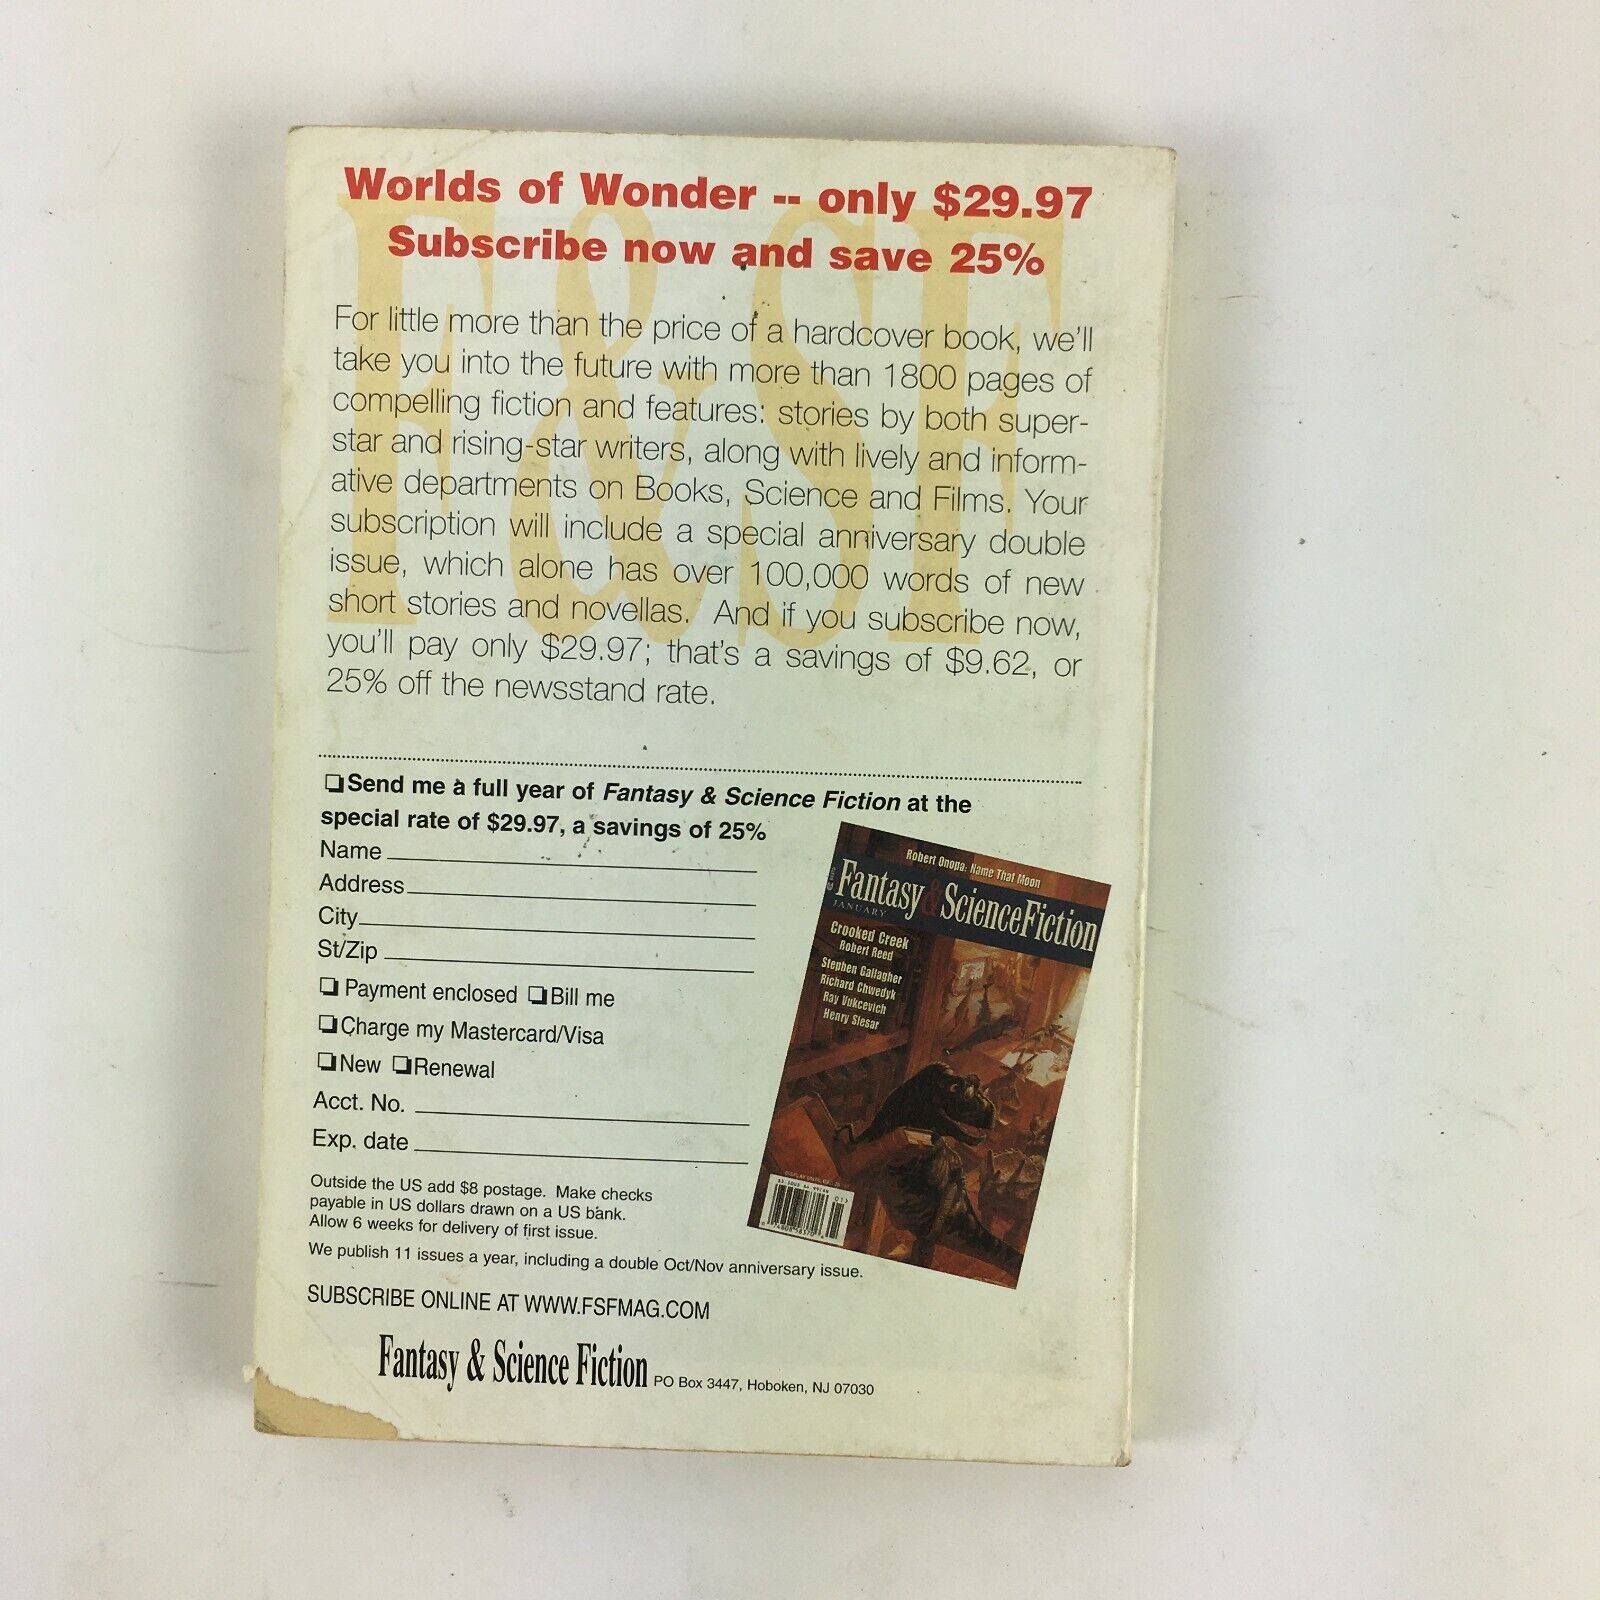 Worlds of Wonder -- only $29.97
Subscribe now and save 25%
F&SF
For little more than the price of a hardcover book, we'll
take you into the future with more than 1800 pages of
compelling fiction and features: stories by both super-
star and rising-star writers, along with lively and inform-
ative departments on Books, Science and Films. Your
subscription will include a special anniversary double
issue, which alone has over 100,000 words of new
short stories and novellas. And if you subscribe now,
you'll pay only $29.97; that's a savings of $9.62, or
25% off the newsstand rate.
Send me a full year of Fantasy & Science Fiction at the
special rate of $29.97, a savings of 25%
Name
Address
City
St/Zip
Payment enclosed Bill me
Charge my Mastercard/Visa
New Renewal
Acct. No.
Exp. date
Outside the US add $8 postage. Make checks
payable in US dollars drawn on a US bank.
Allow 6 weeks for delivery of first issue.
We publish 11 issues a year, including a double Oct/Nov anniversary issue.
SUBSCRIBE ONLINE AT WWW.FSFMAG.COM
Fantasy & Science Fiction PO Box 3447, Hoboken, NJ 07030
Robert Onopa: Name That Moon
Fantasy & ScienceFiction
JANUARY
Crooked Creek
Robert Reed
Stephen Gallagher
Richard Chwedyk
Ray Vukcevich
Henry Slesar
01>